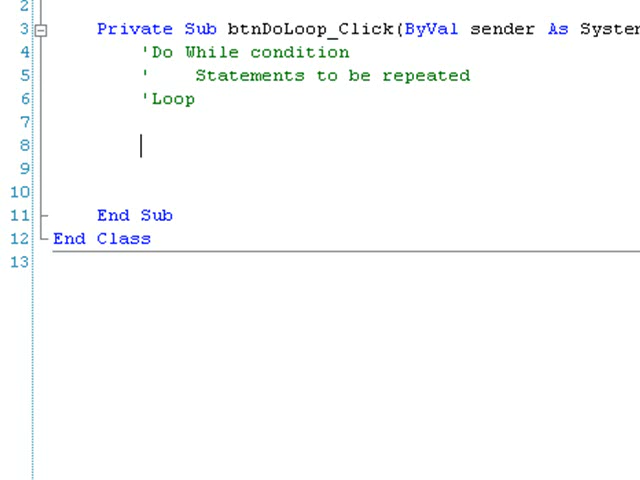 2
3 Private Sub btnDoLoop_Click(ByVal sender As System
4 'Do While condition
5 '    Statements to be repeated
6 'Loop
7
8
9
10
11 End Sub
12 End Class
13